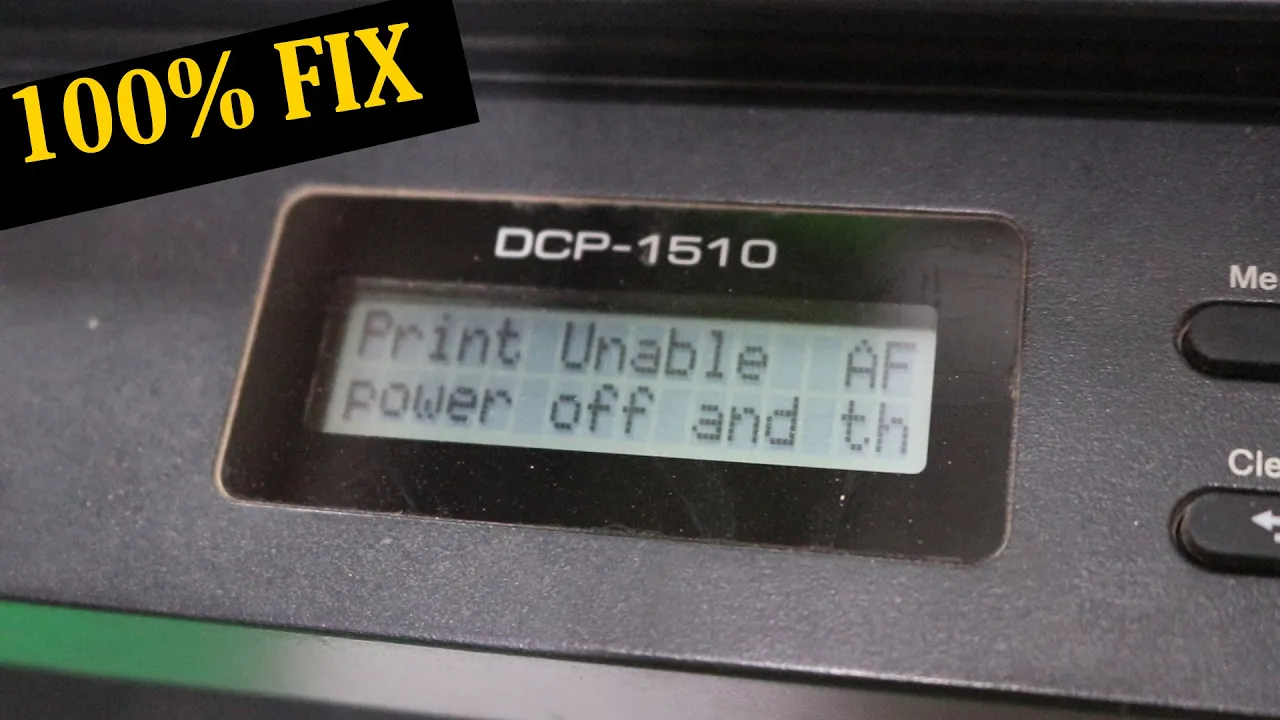 100% FIX
DCP-1510
Print Unable AF
power off and th
Me
Cle